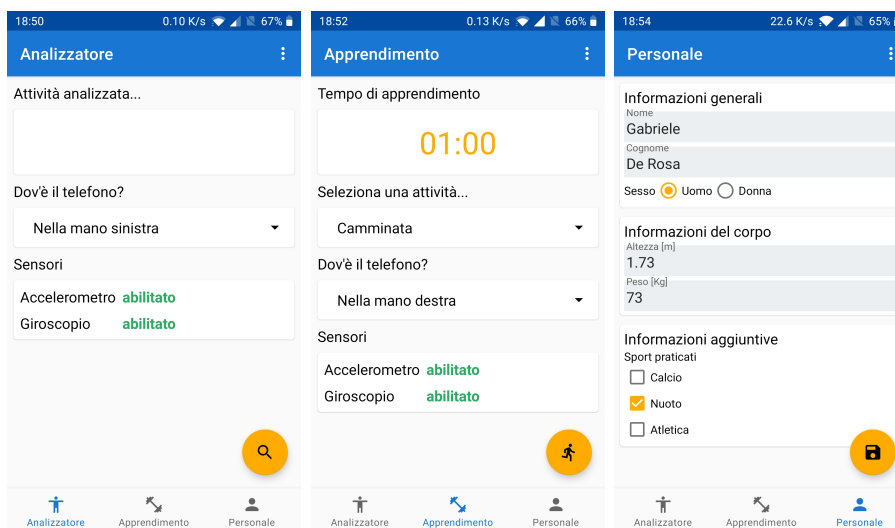 18:50 0.10 K/s 67%
Analizzatore
Attività analizzata...
Dov'è il telefono?
Nella mano sinistra
Sensori
Accelerometro abilitato
Giroscopio abilitato
Analizzatore Apprendimento Personale
18:52 0.13 K/s 66%
Apprendimento
Tempo di apprendimento
01:00
Seleziona una attività...
Camminata
Dov'è il telefono?
Nella mano destra
Sensori
Accelerometro abilitato
Giroscopio abilitato
Analizzatore Apprendimento Personale
18:54 22.6 K/s 65%
Personale
Informazioni generali
Nome
Gabriele
Cognome
De Rosa
Sesso Uomo Donna
Informazioni del corpo
Altezza [m]
1.73
Peso [Kg]
73
Informazioni aggiuntive
Sport praticati
Calcio
Nuoto
Atletica
Analizzatore Apprendimento Personale